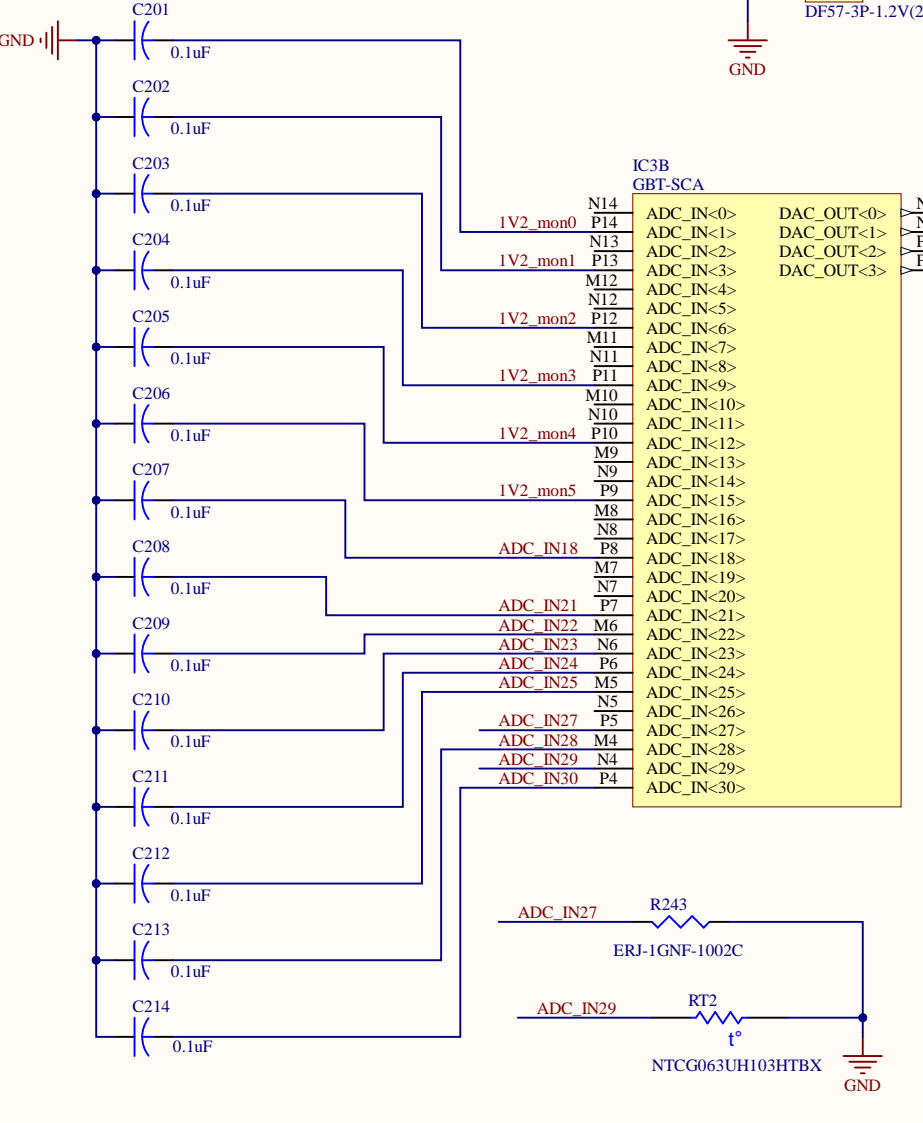 C201
DF57-3P-1.2V(2
GND
0.1uF
GND
C202
0.1uF
C203
0.1uF
IC3B
GBT-SCA
N14 ADC_IN<0> DAC_OUT<0> N
1V2_mon0 P14 ADC_IN<1> DAC_OUT<1> N
N13 ADC_IN<2> DAC_OUT<2> P
1V2_mon1 P13 ADC_IN<3> DAC_OUT<3> P
M12 ADC_IN<4>
N12 ADC_IN<5>
1V2_mon2 P12 ADC_IN<6>
M11 ADC_IN<7>
N11 ADC_IN<8>
1V2_mon3 P11 ADC_IN<9>
M10 ADC_IN<10>
N10 ADC_IN<11>
1V2_mon4 P10 ADC_IN<12>
M9 ADC_IN<13>
N9 ADC_IN<14>
1V2_mon5 P9 ADC_IN<15>
M8 ADC_IN<16>
N8 ADC_IN<17>
ADC_IN18 P8 ADC_IN<18>
M7 ADC_IN<19>
N7 ADC_IN<20>
ADC_IN21 P7 ADC_IN<21>
ADC_IN22 M6 ADC_IN<22>
ADC_IN23 N6 ADC_IN<23>
ADC_IN24 P6 ADC_IN<24>
ADC_IN25 M5 ADC_IN<25>
N5 ADC_IN<26>
ADC_IN27 P5 ADC_IN<27>
ADC_IN28 M4 ADC_IN<28>
ADC_IN29 N4 ADC_IN<29>
ADC_IN30 P4 ADC_IN<30>
C204
0.1uF
C205
0.1uF
C206
0.1uF
C207
0.1uF
C208
0.1uF
C209
0.1uF
C210
0.1uF
C211
0.1uF
C212
0.1uF
C213
0.1uF
C214
0.1uF
ADC_IN27
R243
ERJ-1GNF-1002C
ADC_IN29
RT2
t°
NTCG063UH103HTBX
GND